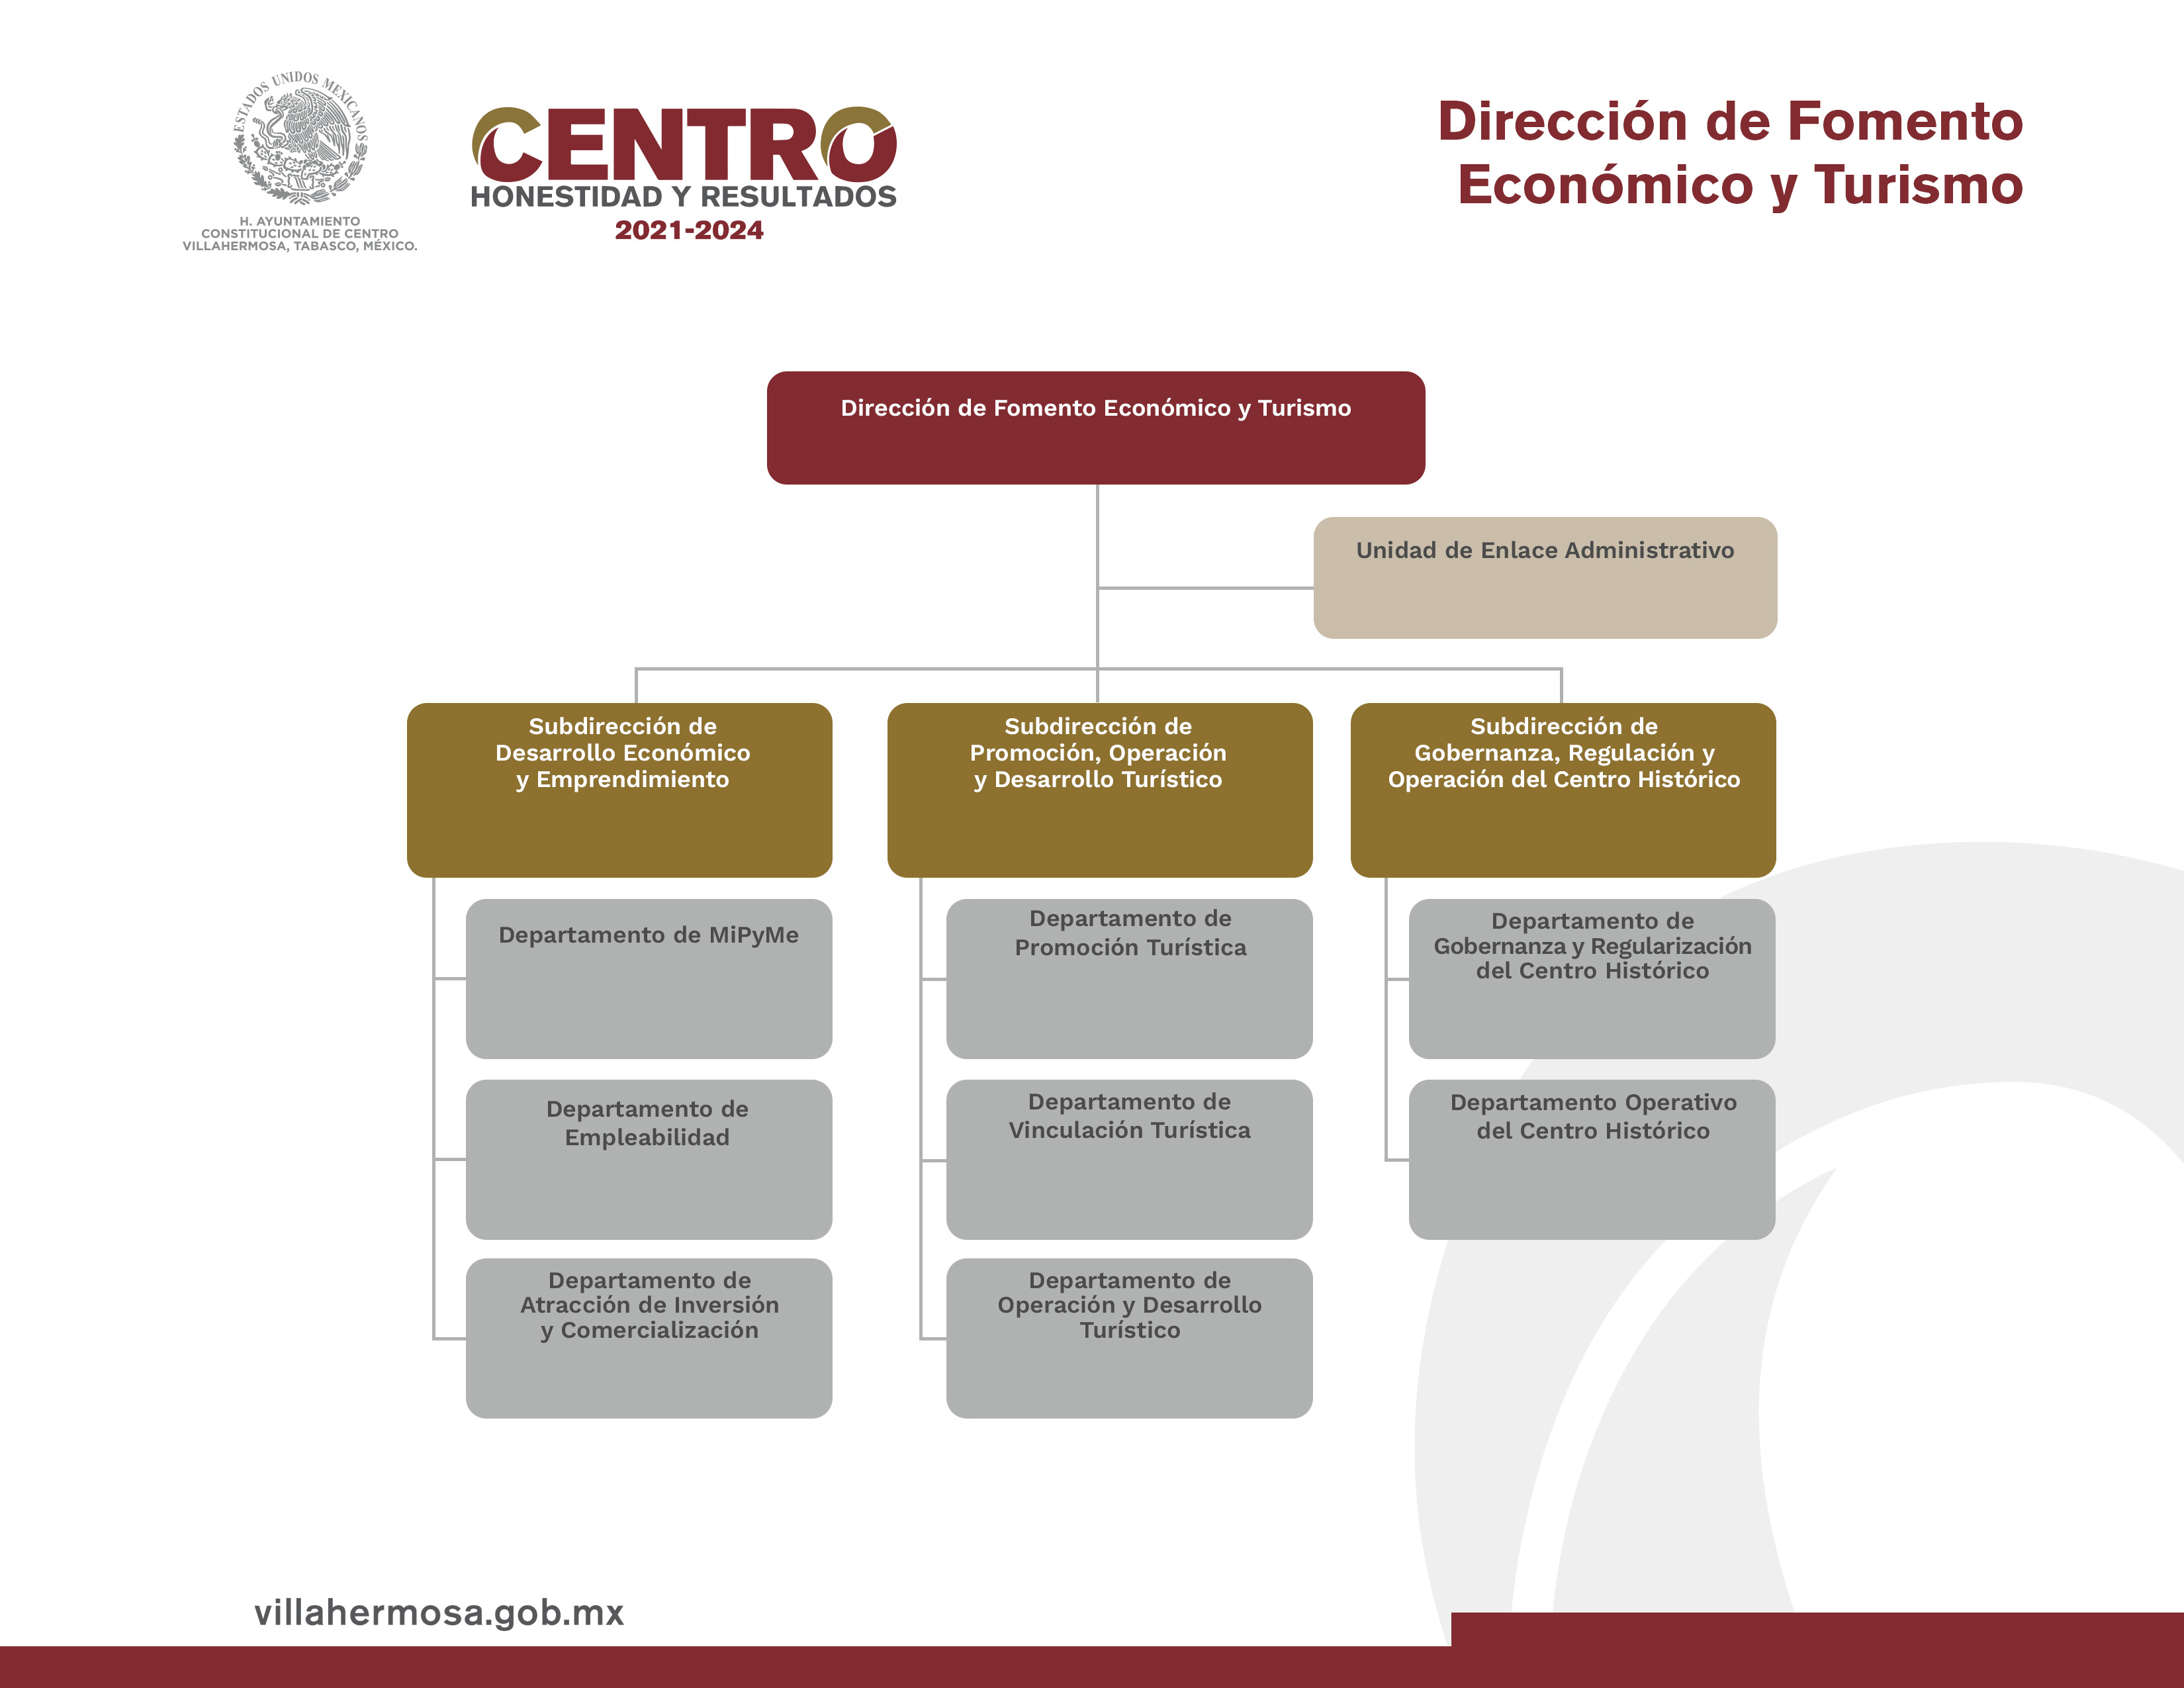 ESTADOS UNIDOS MEXICANOS
H. AYUNTAMIENTO
CONSTITUCIONAL DE CENTRO
VILLAHERMOSA, TABASCO, MÉXICO.
CENTRO
HONESTIDAD Y RESULTADOS
2021-2024
Dirección de Fomento
Económico y Turismo
Dirección de Fomento Económico y Turismo
Unidad de Enlace Administrativo
Subdirección de
Desarrollo Económico
y Emprendimiento
Subdirección de
Promoción, Operación
y Desarrollo Turístico
Subdirección de
Gobernanza, Regulación y
Operación del Centro Histórico
Departamento de MiPyMe
Departamento de
Empleabilidad
Departamento de
Atracción de Inversión
y Comercialización
Departamento de
Promoción Turística
Departamento de
Vinculación Turística
Departamento de
Operación y Desarrollo
Turístico
Departamento de
Gobernanza y Regularización
del Centro Histórico
Departamento Operativo
del Centro Histórico
villahermosa.gob.mx